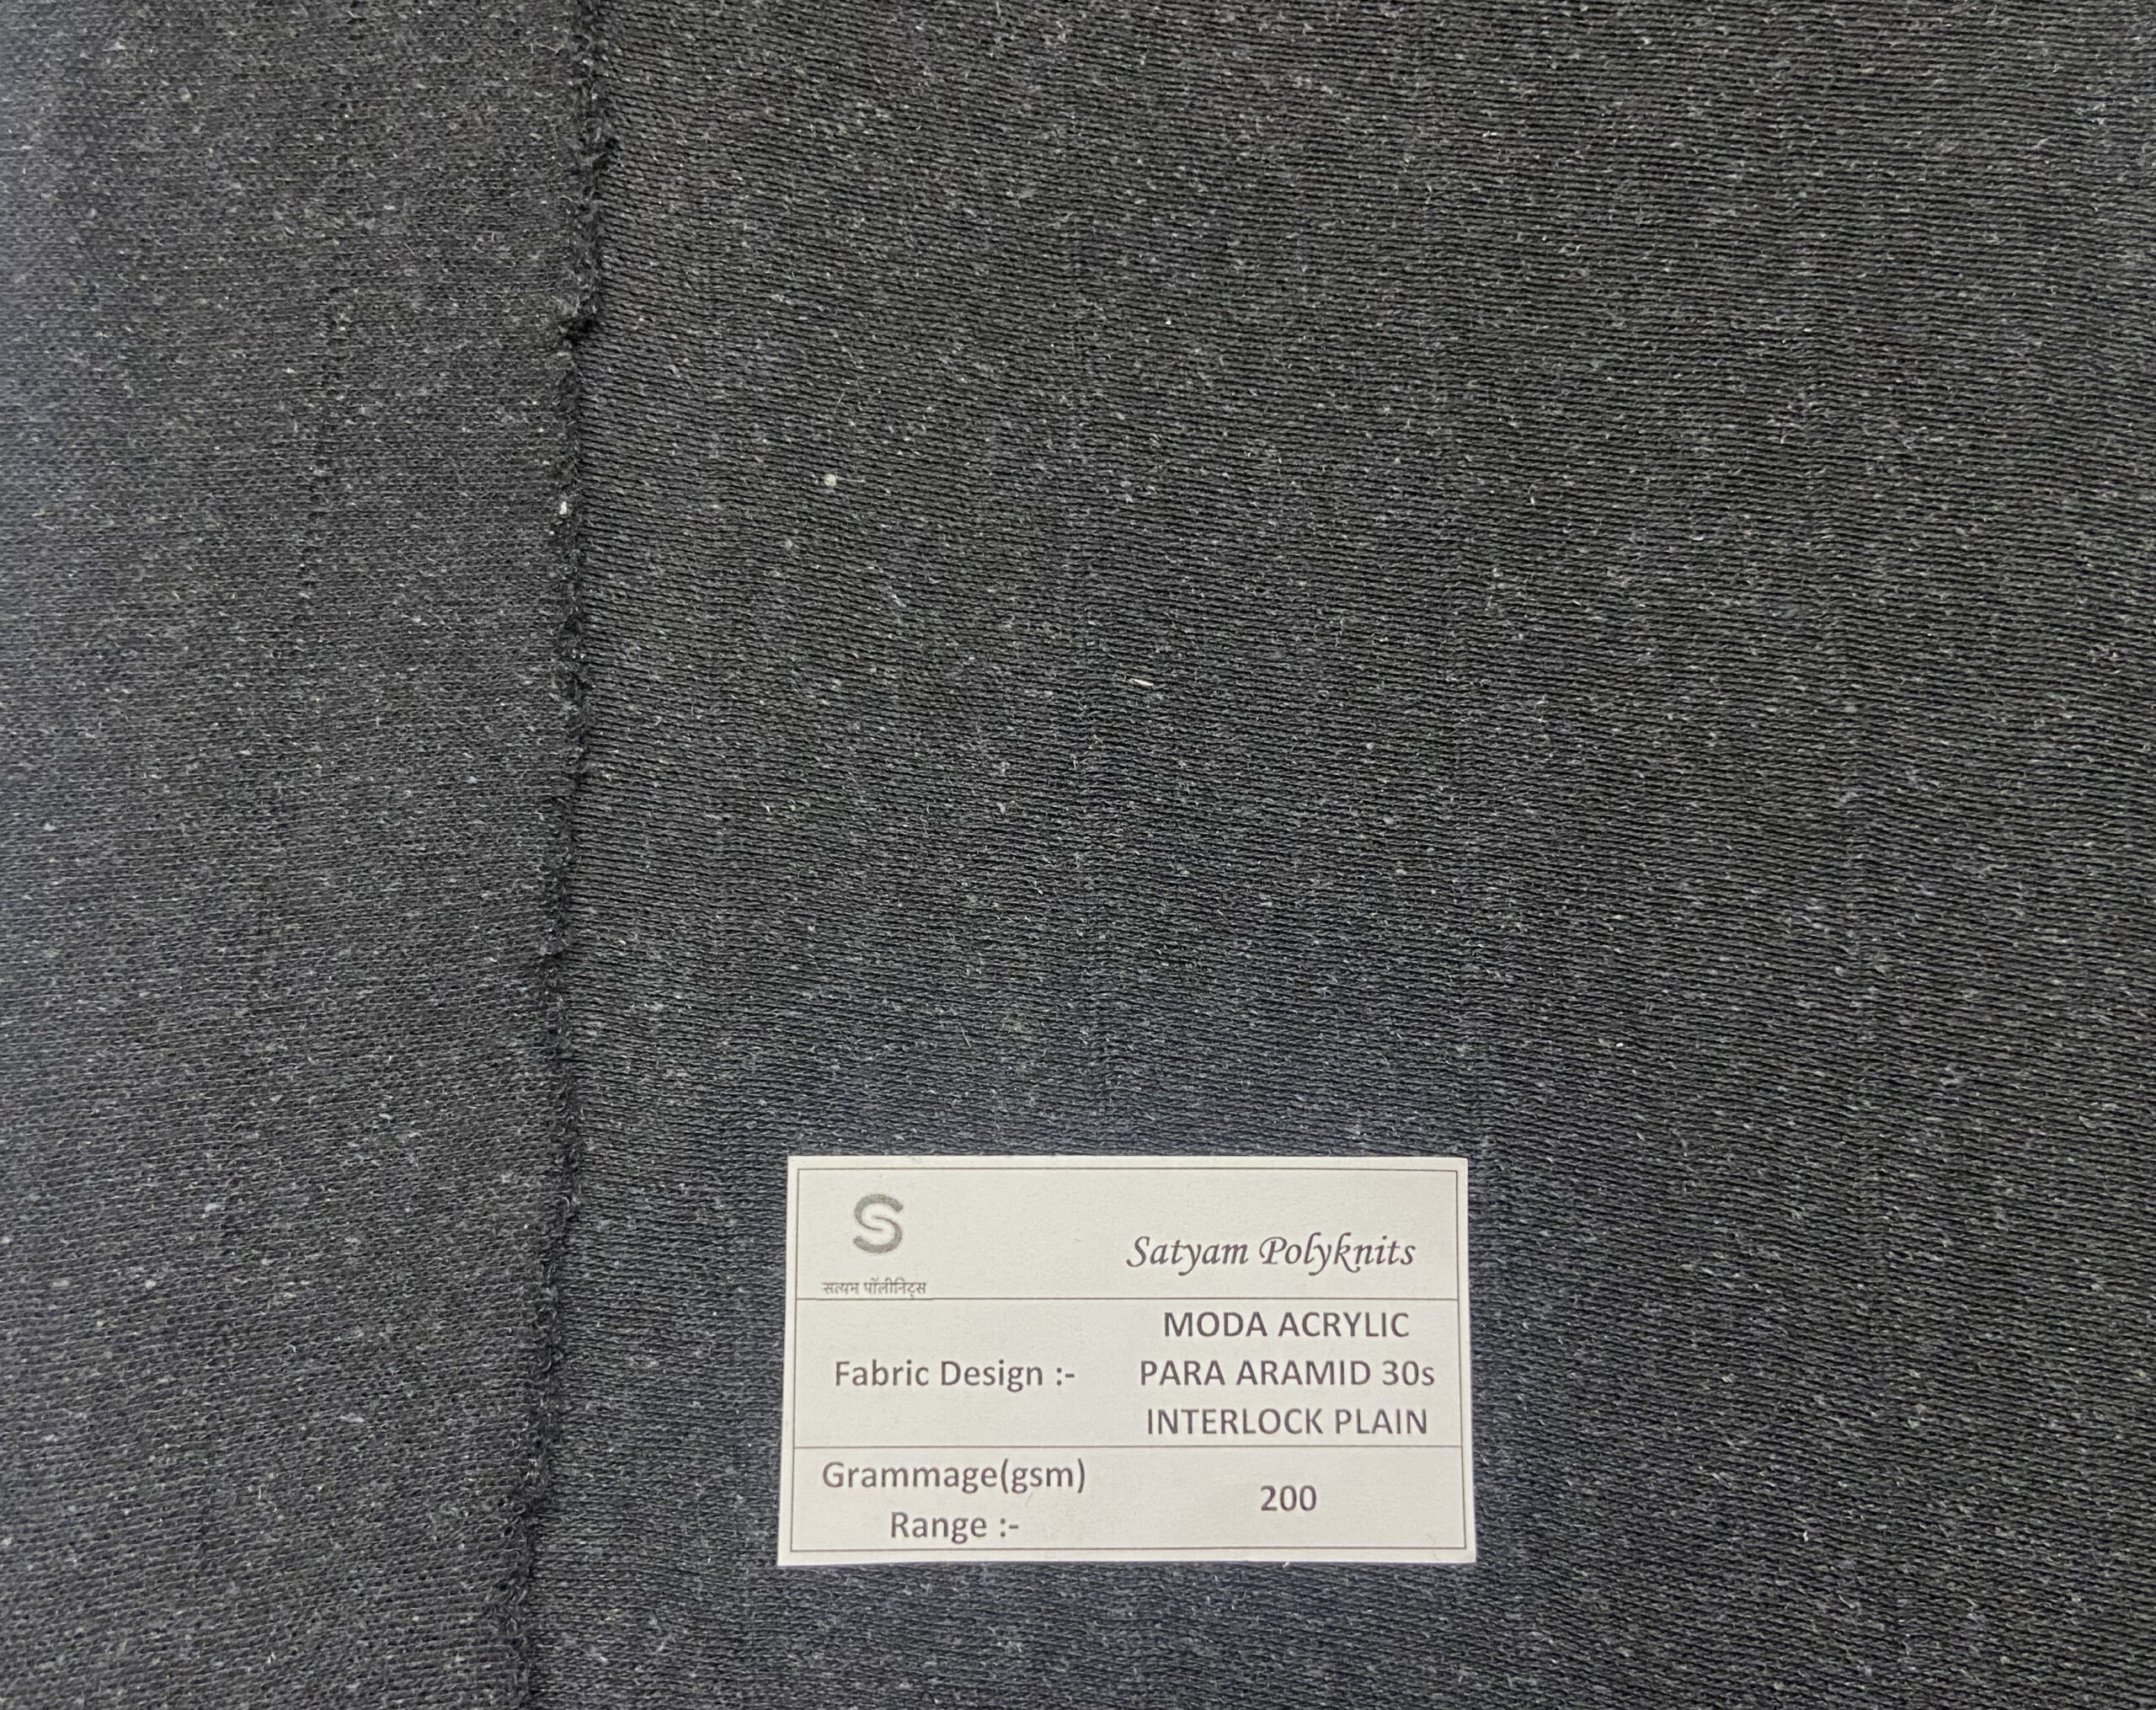 S
Satyam Polyknits
सत्यम पॉलीनिट्स
Fabric Design :-
MODA ACRYLIC
PARA ARAMID 30s
INTERLOCK PLAIN
Grammage(gsm)
Range :-
200